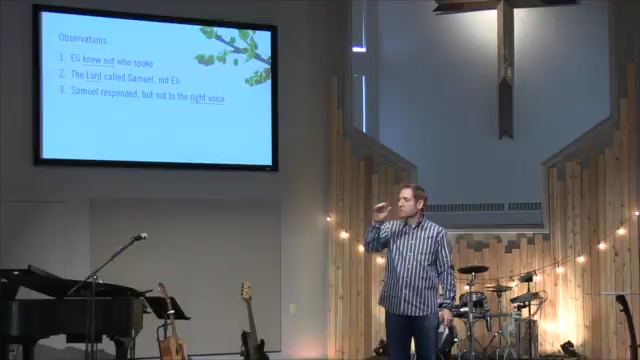 Observations:
1. Eli knew not who spoke
2. The Lord called Samuel, not Eli
3. Samuel responded, but not to the right voice